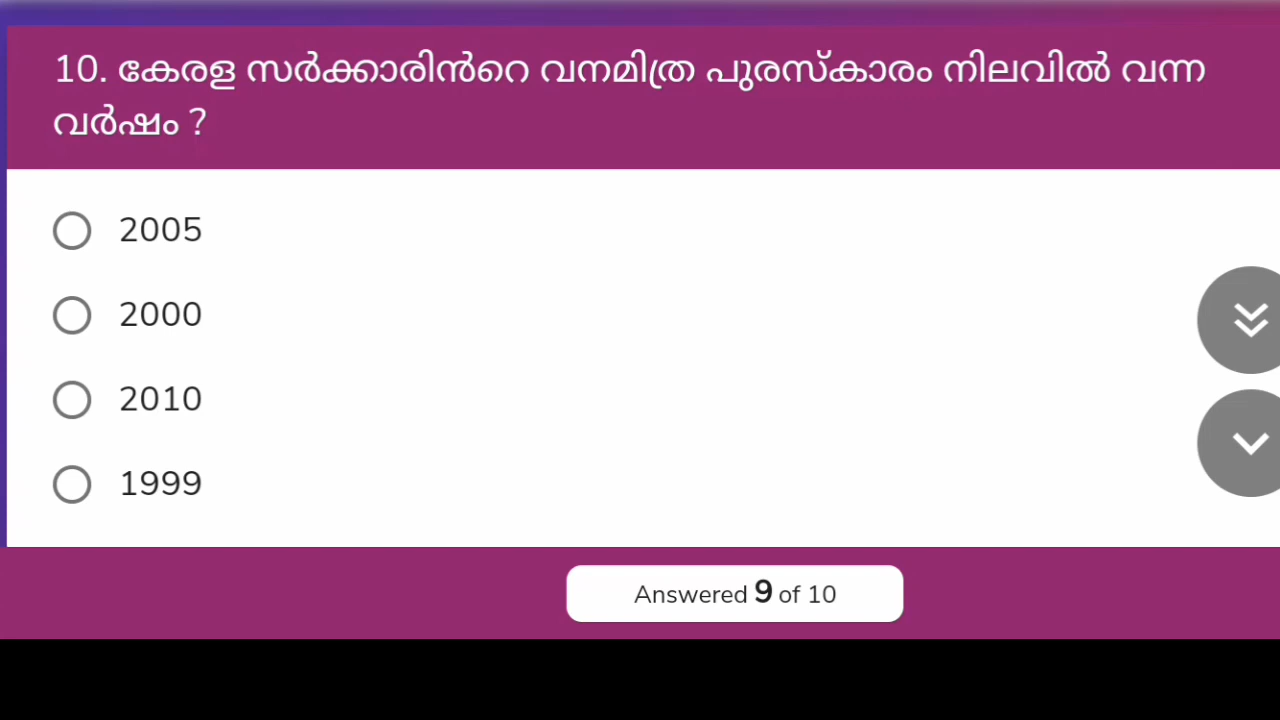 10. കേരള സർക്കാരിൻറെ വനമിത്ര പുരസ്കാരം നിലവിൽ വന്ന
വർഷം ?
2005
2000
2010
1999
Answered 9 of 10